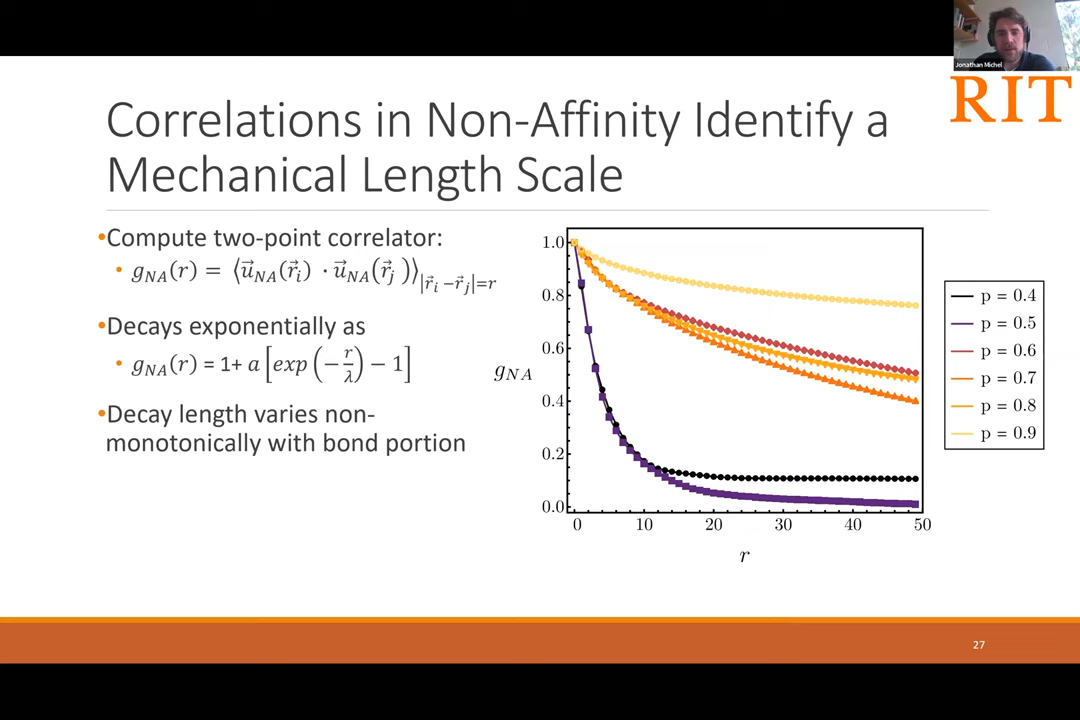 Jonathan Michel
RIT
Correlations in Non-Affinity Identify a
Mechanical Length Scale
•Compute two-point correlator:
• g_NA(r) = ⟨u⃗_NA(r⃗_i) · u⃗_NA(r⃗_j)⟩_|r⃗_i −r⃗_j|=r
•Decays exponentially as
• g_NA(r) = 1+ a [exp (− r/λ) − 1]
•Decay length varies non-
monotonically with bond portion
g_NA
1.0
0.8
0.6
0.4
0.2
0.0
0 10 20 30 40 50
r
p = 0.4
p = 0.5
p = 0.6
p = 0.7
p = 0.8
p = 0.9
27